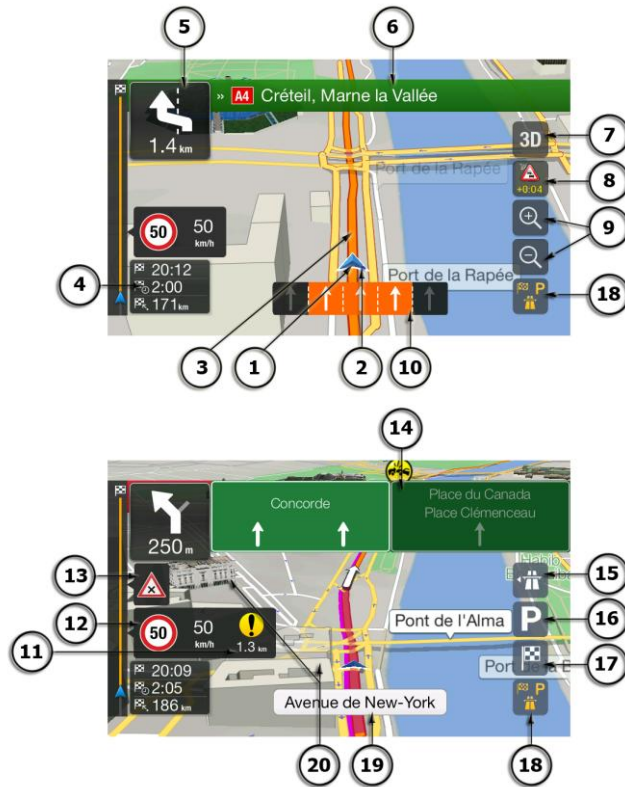 5
6
» A4 Créteil, Marne la Vallée
1.4 km
3D
7
Port de la Rapée
8
+0:04
50
50
km/h
9
4
20:12
2:00
171 km
Port de la Rapée
P
18
3
1
2
10
14
Concorde
Place du Canada
Place Clémenceau
250 m
13
15
12
50
50
km/h
1.3 km
Pont de l'Alma
P
16
11
20:09
2:05
186 km
17
P
Avenue de New-York
20
19
18